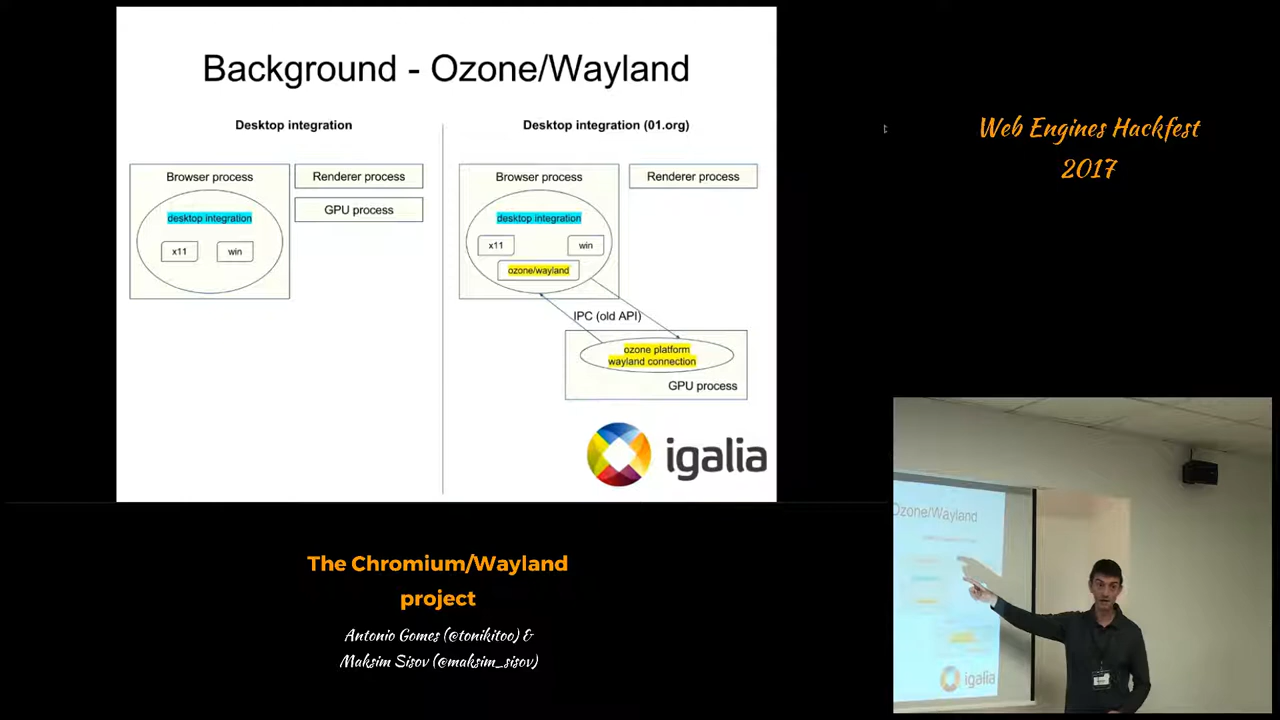 Background - Ozone/Wayland
Desktop integration
Browser process
desktop integration
x11
win
Renderer process
GPU process
Desktop integration (01.org)
Browser process
desktop integration
x11
win
ozone/wayland
Renderer process
IPC (old API)
ozone platform
wayland connection
GPU process
igalia
Web Engines Hackfest
2017
The Chromium/Wayland
project
Antonio Gomes (@tonikitoo) &
Maksim Sisov (@maksim_sisov)
Ozone/Wayland
igalia